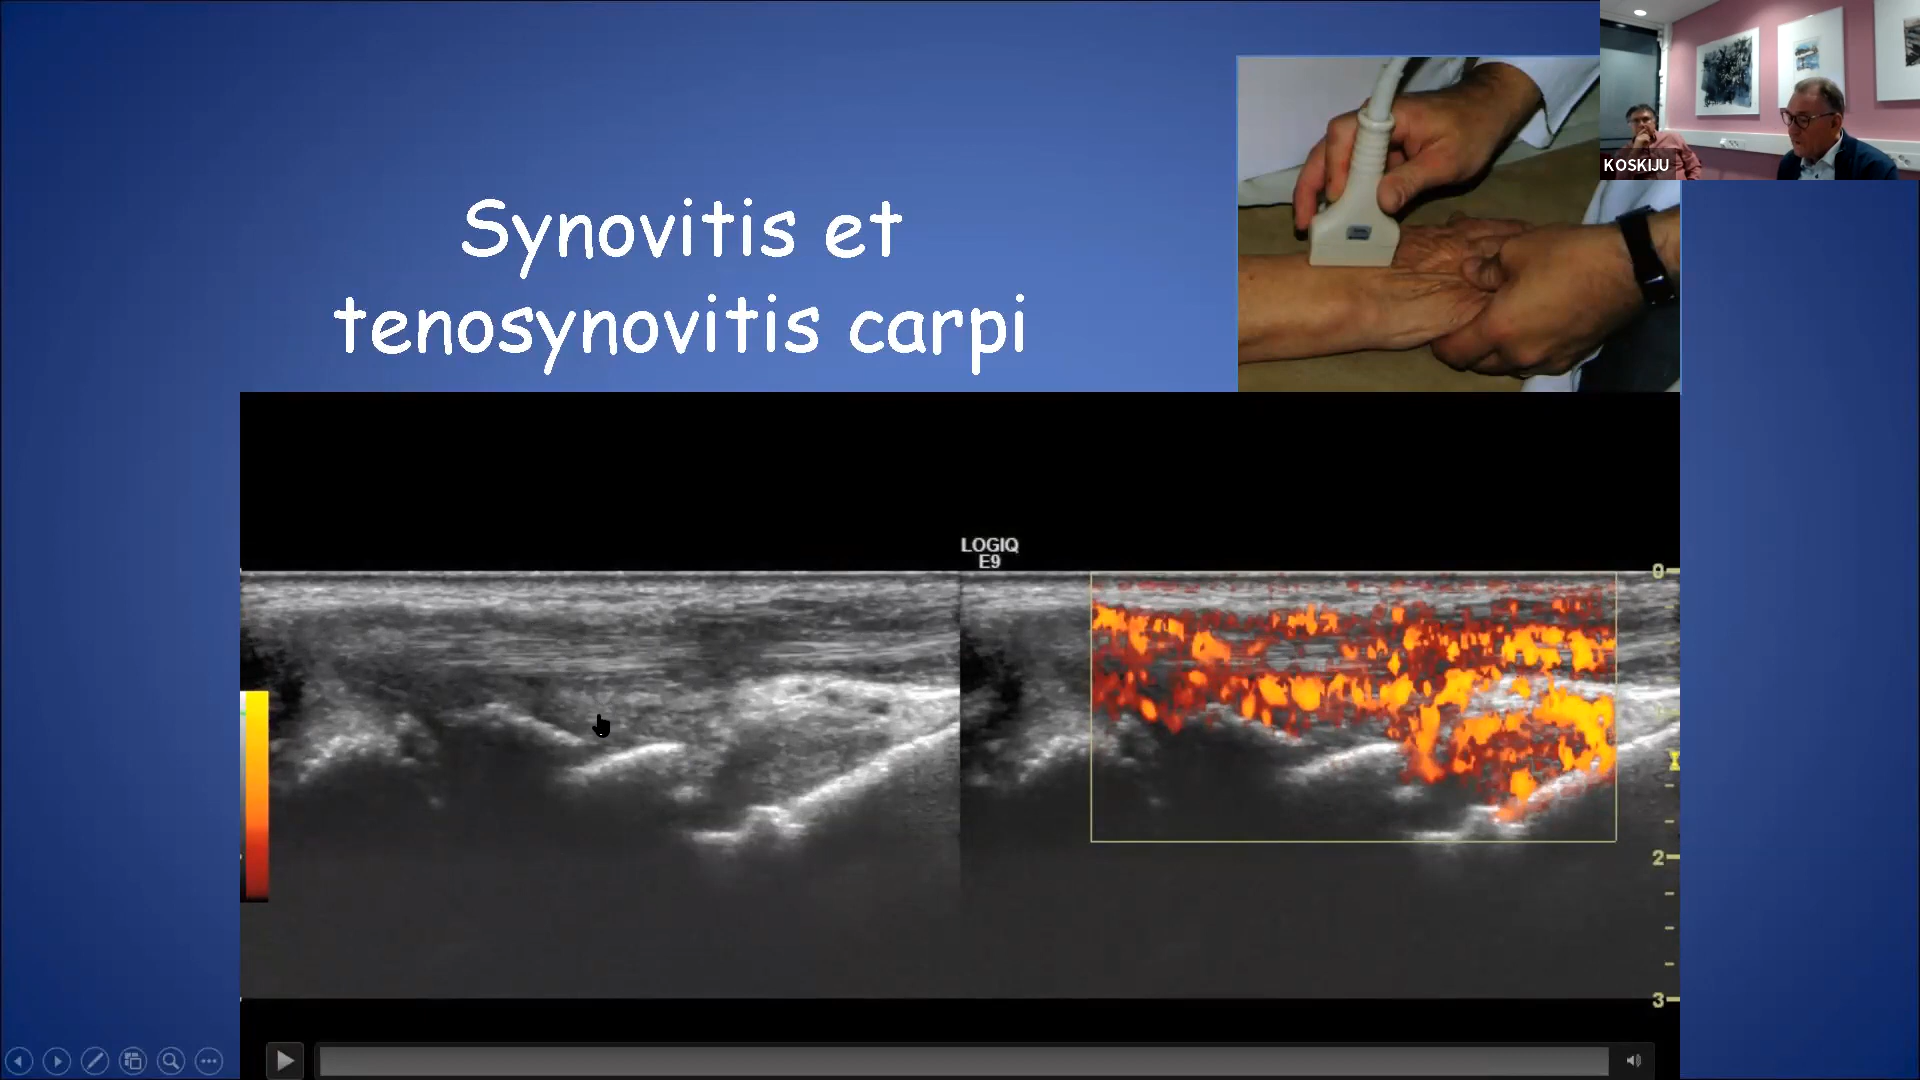 KOSKIJU
Synovitis et
tenosynovitis carpi
LOGIQ
E9
0
2
3